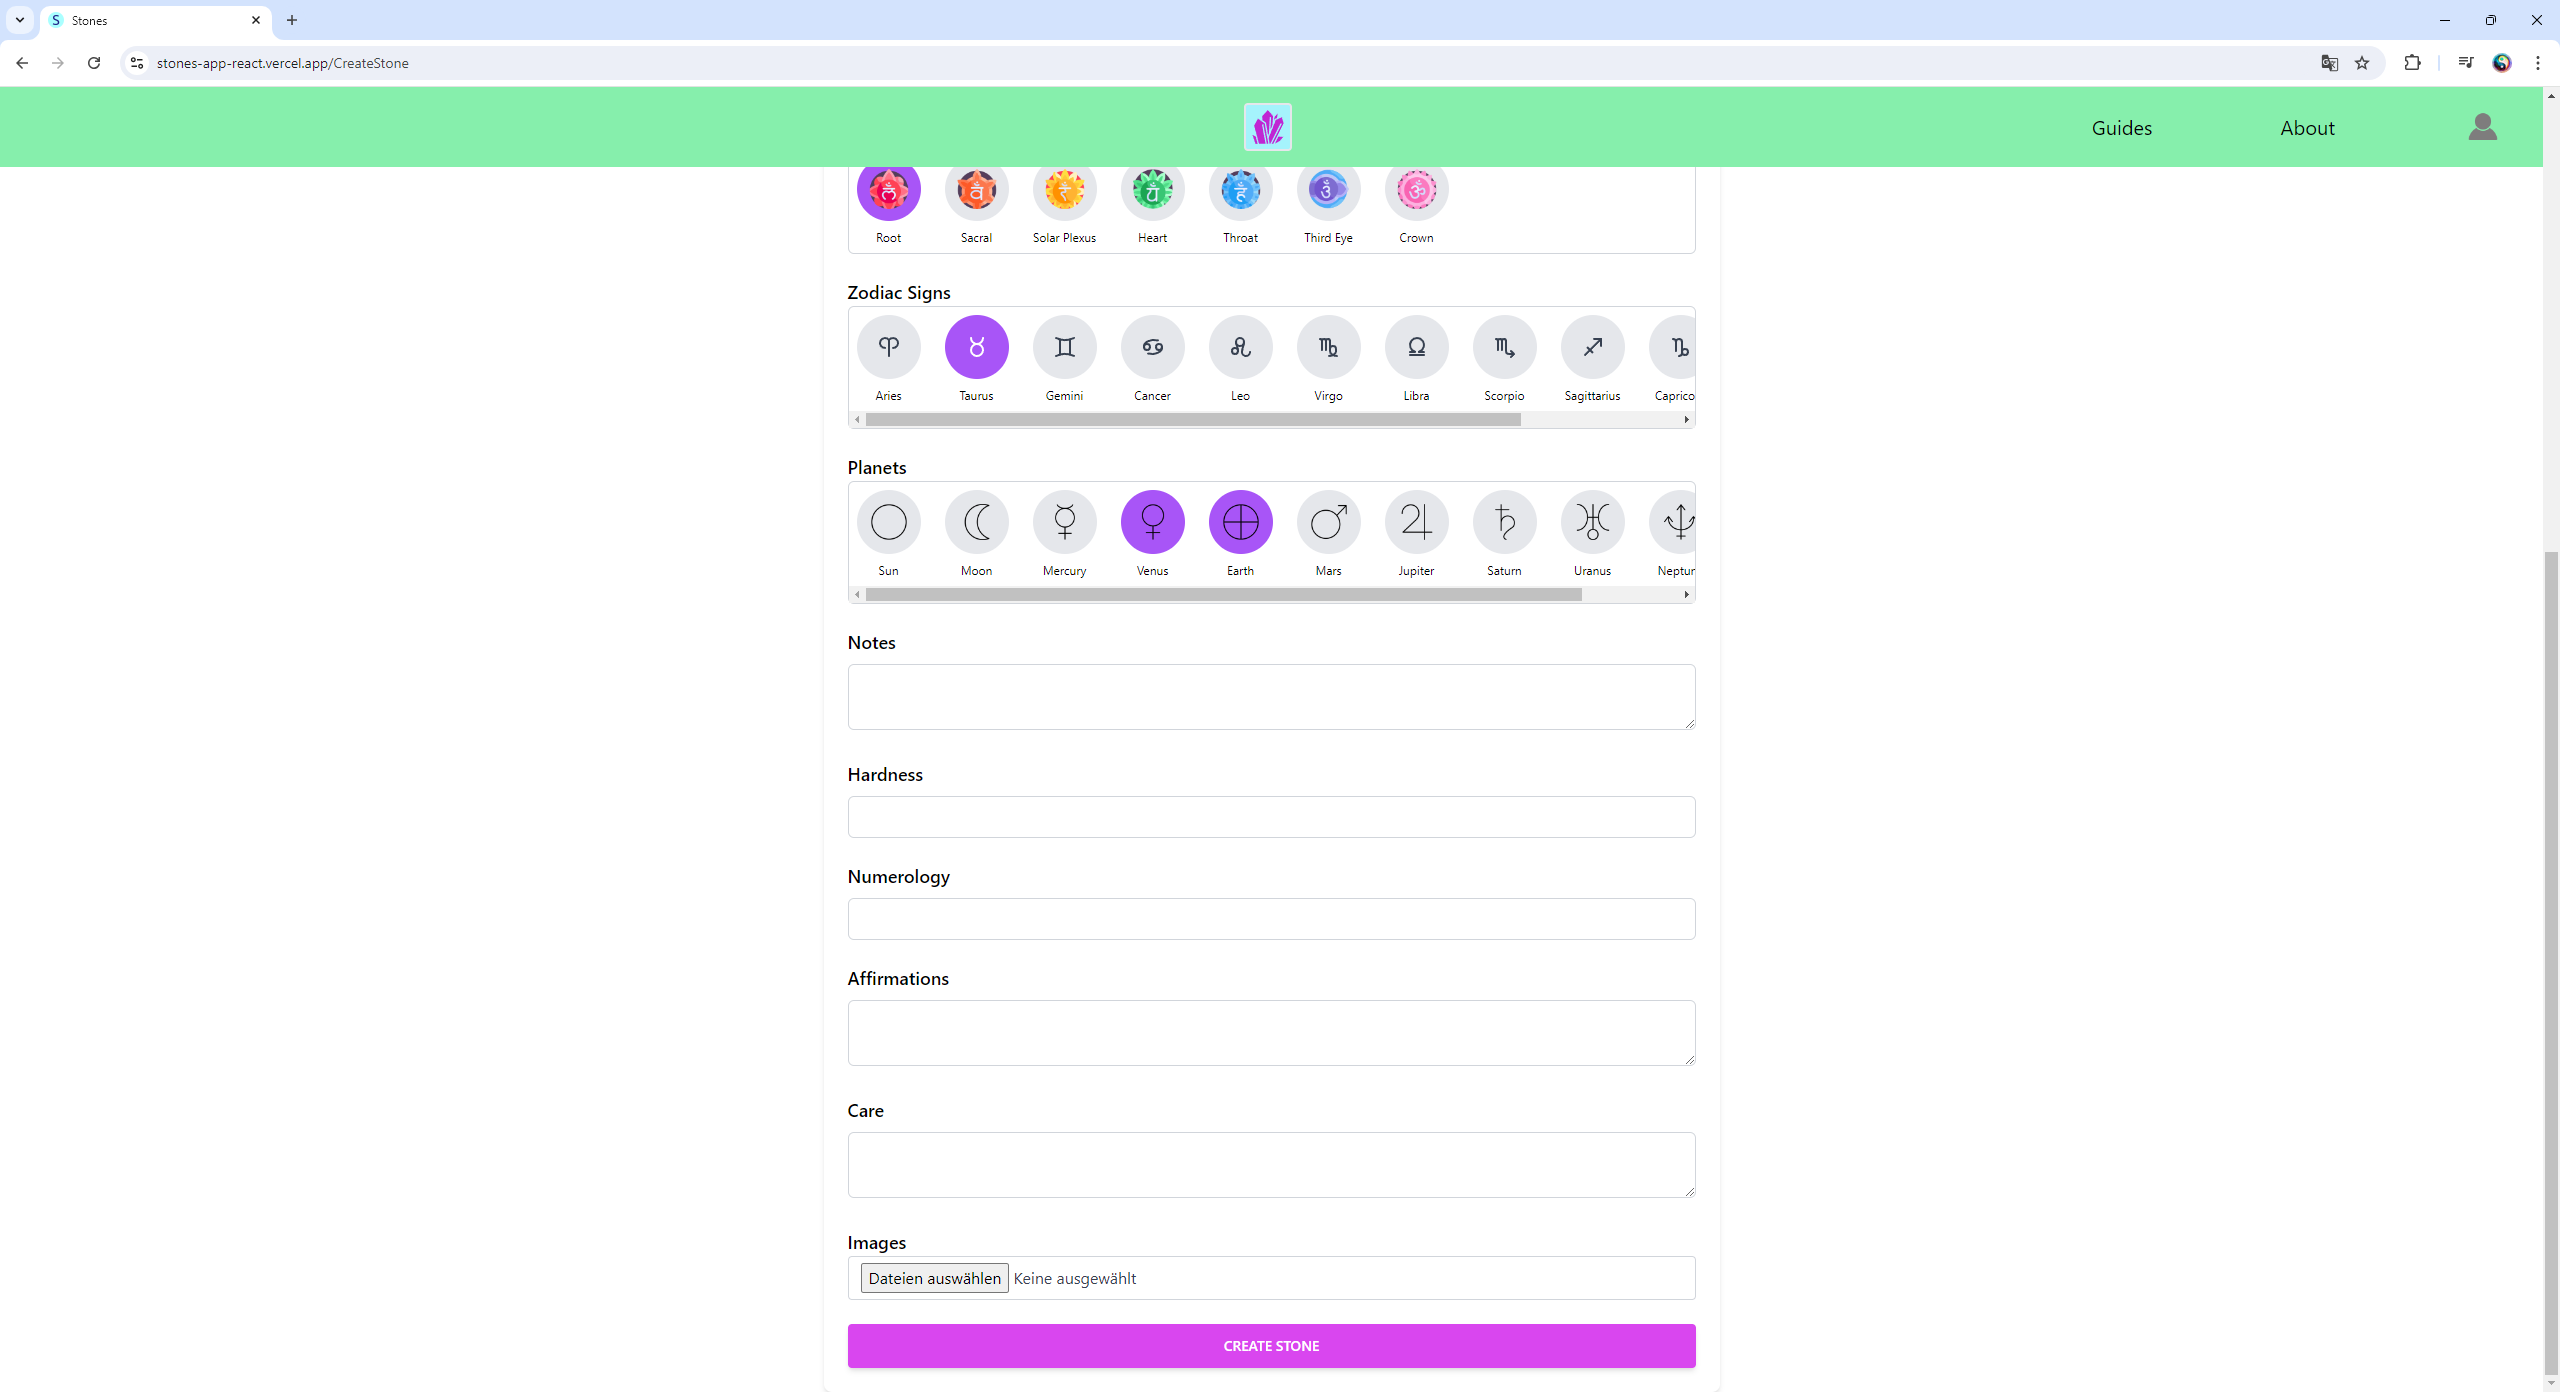 Stones
stones-app-react.vercel.app/CreateStone
Guides
About
Root
Sacral
Solar Plexus
Heart
Throat
Third Eye
Crown
Zodiac Signs
Aries
Taurus
Gemini
Cancer
Leo
Virgo
Libra
Scorpio
Sagittarius
Caprico
Planets
Sun
Moon
Mercury
Venus
Earth
Mars
Jupiter
Saturn
Uranus
Neptun
Notes
Hardness
Numerology
Affirmations
Care
Images
Dateien auswählen Keine ausgewählt
CREATE STONE